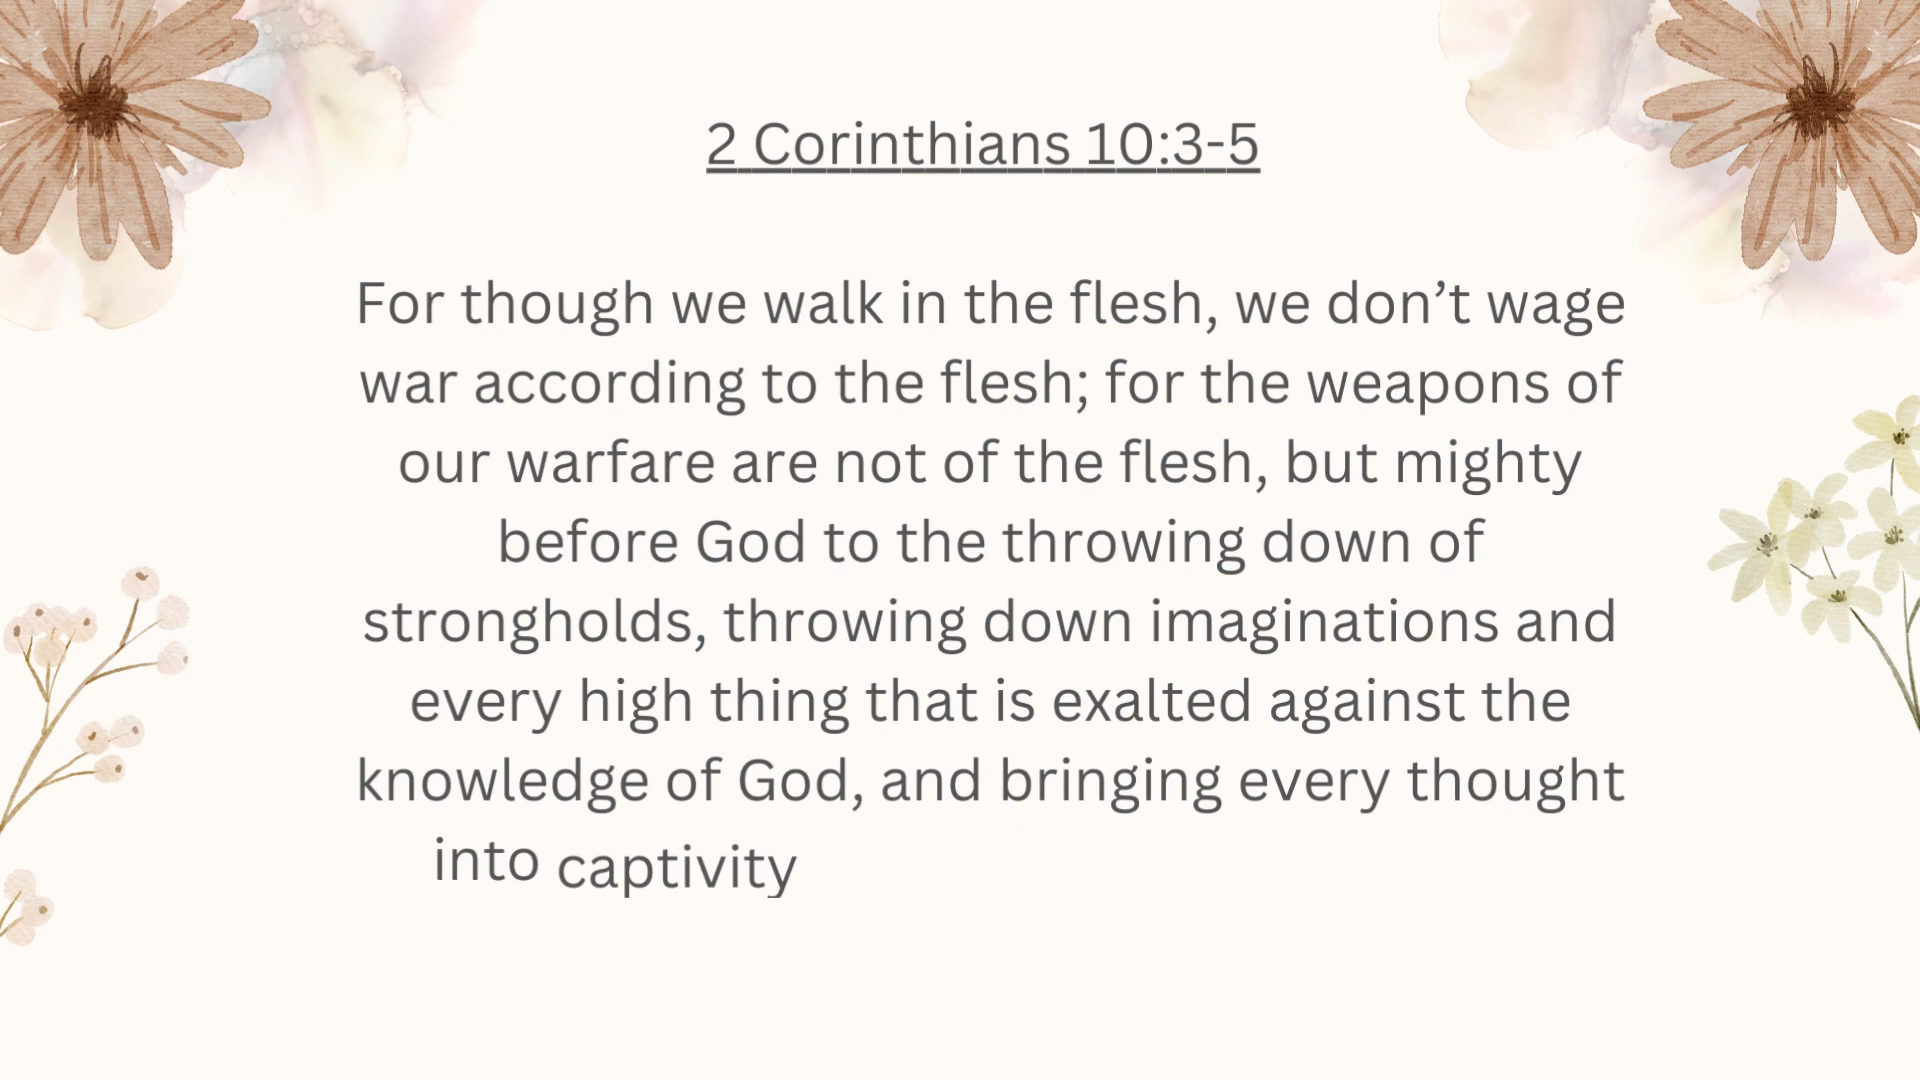 2 Corinthians 10:3-5
For though we walk in the flesh, we don’t wage
war according to the flesh; for the weapons of
our warfare are not of the flesh, but mighty
before God to the throwing down of
strongholds, throwing down imaginations and
every high thing that is exalted against the
knowledge of God, and bringing every thought
into captivity